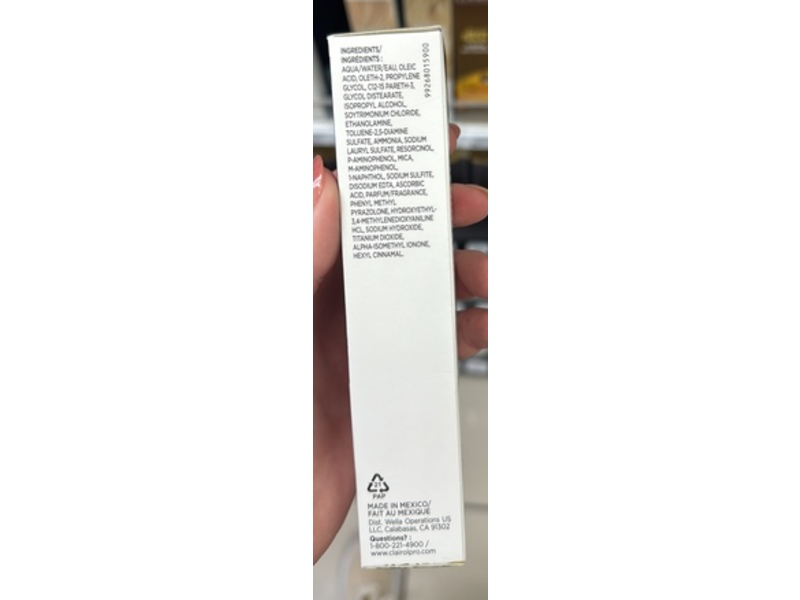 INGREDIENTS/
INGRÉDIENTS :
AQUA/WATER/EAU, OLEIC
ACID, OLETH-2, PROPYLENE
GLYCOL, C12-15 PARETH-3,
GLYCOL DISTEARATE,
ISOPROPYL ALCOHOL,
SOYTRIMONIUM CHLORIDE,
ETHANOLAMINE,
TOLUENE-2,5-DIAMINE
SULFATE, AMMONIA, SODIUM
LAURYL SULFATE, RESORCINOL,
P-AMINOPHENOL, MICA,
M-AMINOPHENOL,
1-NAPHTHOL, SODIUM SULFITE,
DISODIUM EDTA, ASCORBIC
ACID, PARFUM/FRAGRANCE,
PHENYL METHYL
PYRAZOLONE, HYDROXYETHYL-
3,4-METHYLENEDIOXYANILINE
HCL, SODIUM HYDROXIDE,
TITANIUM DIOXIDE,
ALPHA-ISOMETHYL IONONE,
HEXYL CINNAMAL.
99268015900
21
PAP
MADE IN MEXICO/
FAIT AU MEXIQUE
Dist. Wella Operations US
LLC, Calabasas, CA 91302
Questions? :
1-800-221-4900 /
www.clairolpro.com